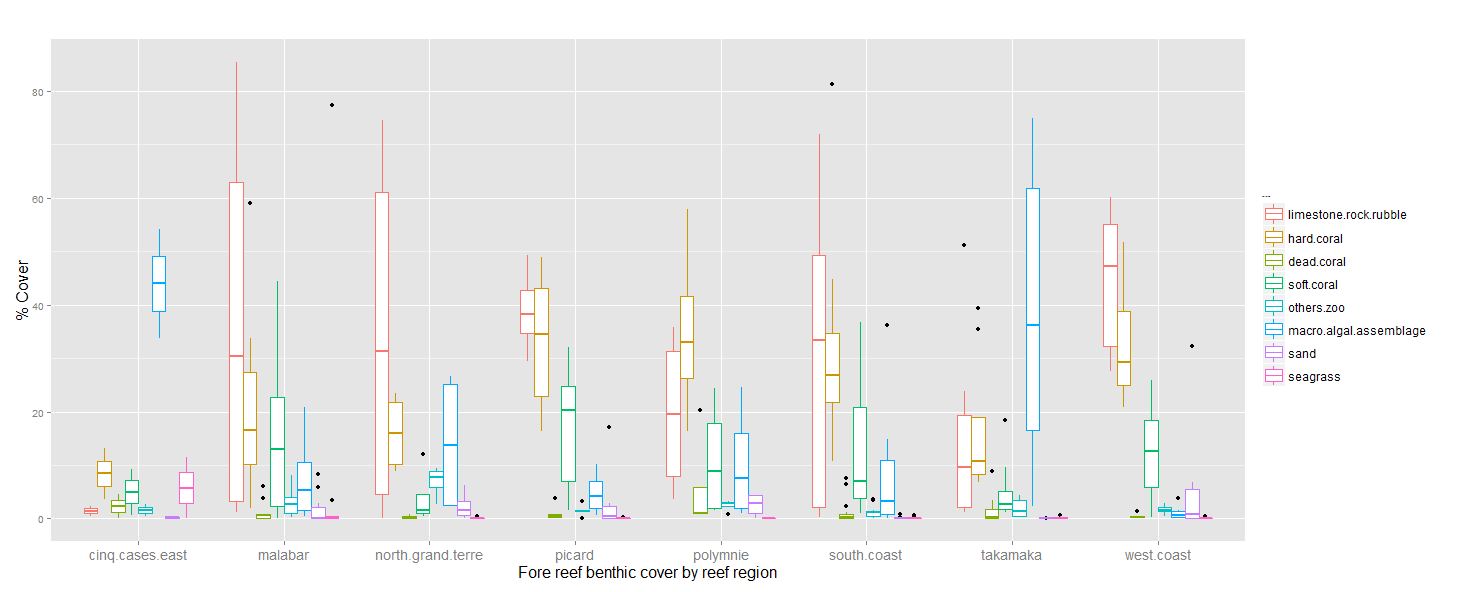 % Cover
80
60
40
20
0
cinq.cases.east
malabar
north.grand.terre
picard
polymnie
south.coast
takamaka
west.coast
Fore reef benthic cover by reef region
limestone.rock.rubble
hard.coral
dead.coral
soft.coral
others.zoo
macro.algal.assemblage
sand
seagrass